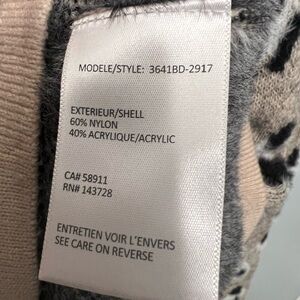 MODELE/STYLE: 3641BD-2917
EXTERIEUR/SHELL
60% NYLON
40% ACRYLIQUE/ACRYLIC
CA# 58911
RN# 143728
ENTRETIEN VOIR L'ENVERS
SEE CARE ON REVERSE